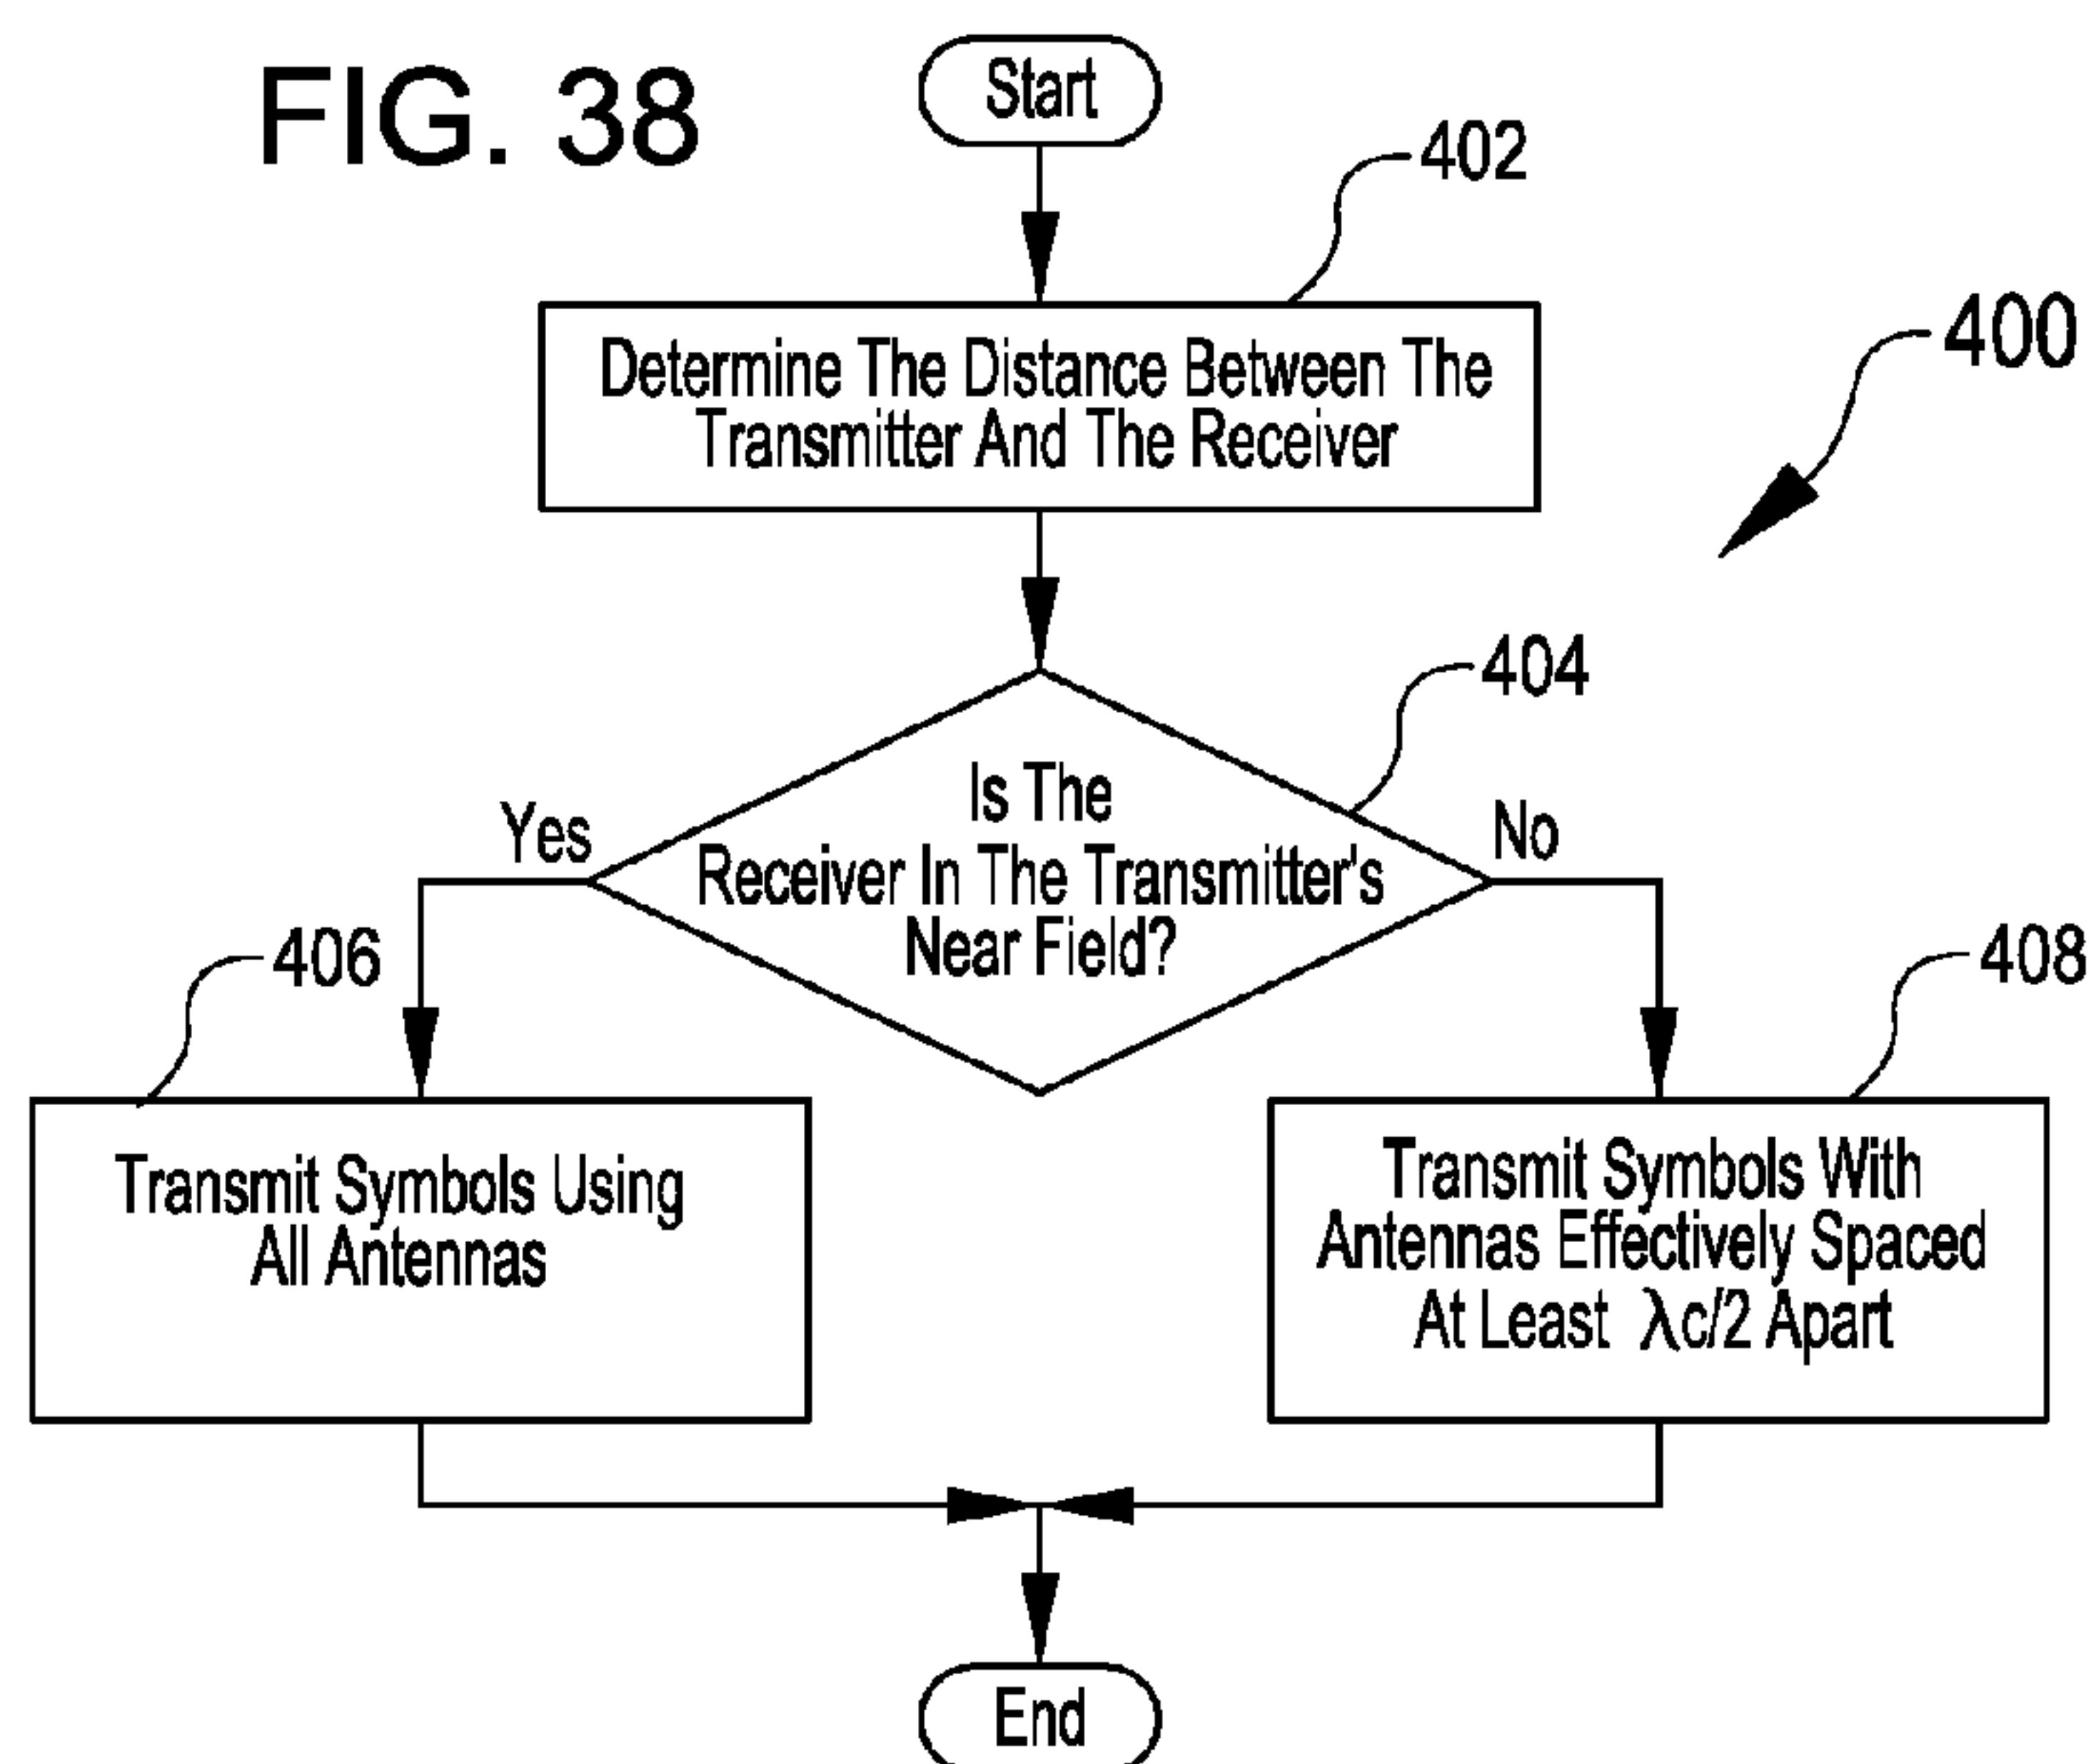 FIG. 38
Start
402
Determine The Distance Between The
Transmitter And The Receiver
400
404
Is The
Receiver In The Transmitter's
Near Field?
Yes
No
406
408
Transmit Symbols Using
All Antennas
Transmit Symbols With
Antennas Effectively Spaced
At Least λc/2 Apart
End